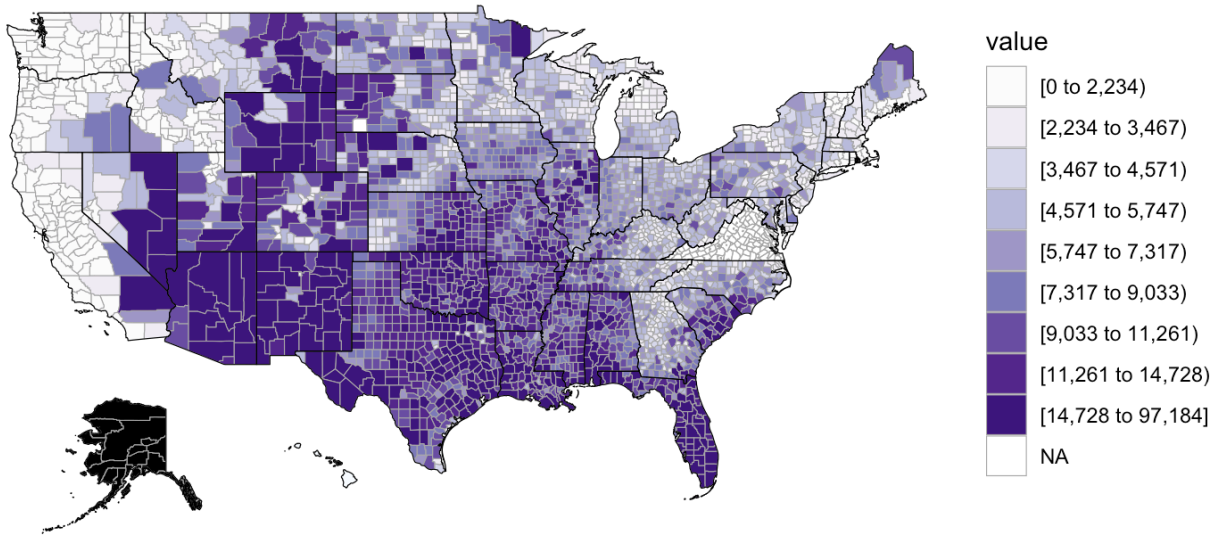 value
[0 to 2,234)
[2,234 to 3,467)
[3,467 to 4,571)
[4,571 to 5,747)
[5,747 to 7,317)
[7,317 to 9,033)
[9,033 to 11,261)
[11,261 to 14,728)
[14,728 to 97,184]
NA